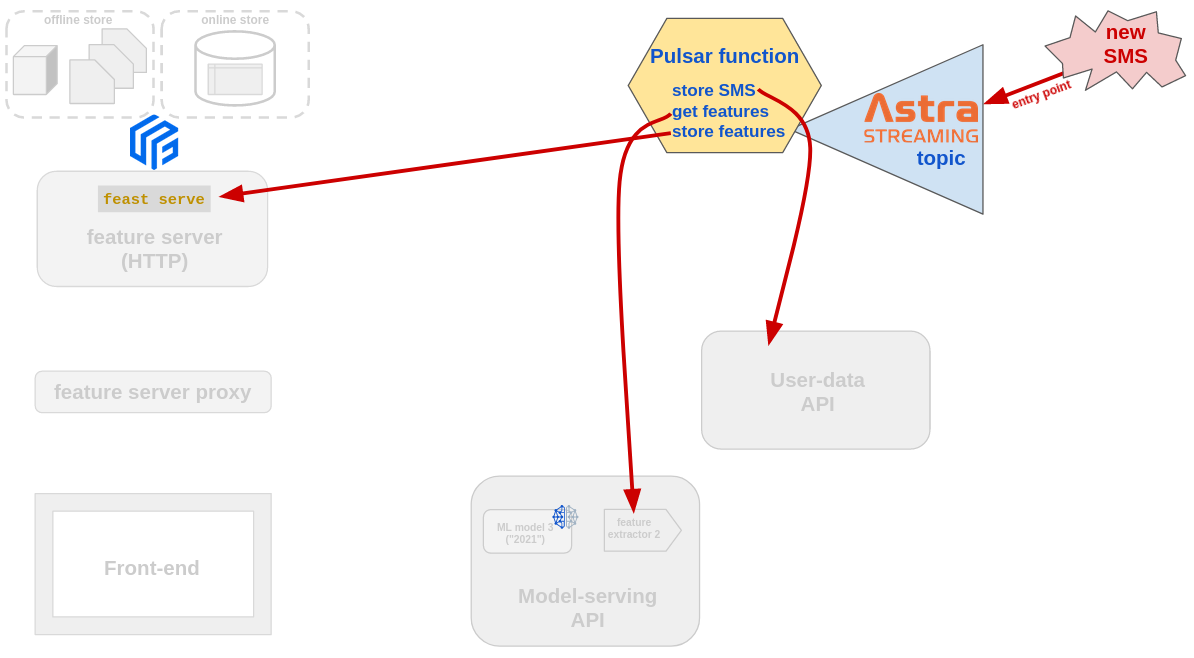 offline store
online store
Pulsar function
store SMS
get features
store features
Astra
STREAMING
topic
new
SMS
entry point
feast serve
feature server
(HTTP)
feature server proxy
User-data
API
Front-end
ML model 3
("2021")
feature
extractor 2
Model-serving
API